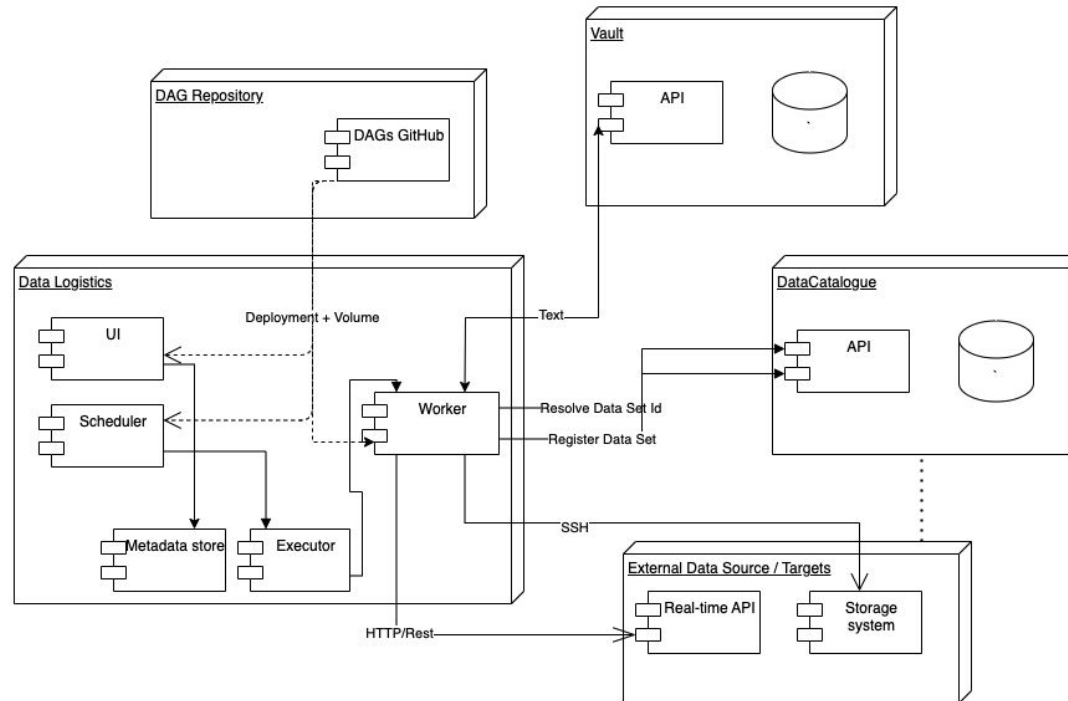 Vault
API
DAG Repository
DAGs GitHub
Data Logistics
UI
Deployment + Volume
Scheduler
Worker
Metadata store
Executor
Text
Resolve Data Set Id
Register Data Set
DataCatalogue
API
SSH
HTTP/Rest
External Data Source / Targets
Real-time API
Storage
system